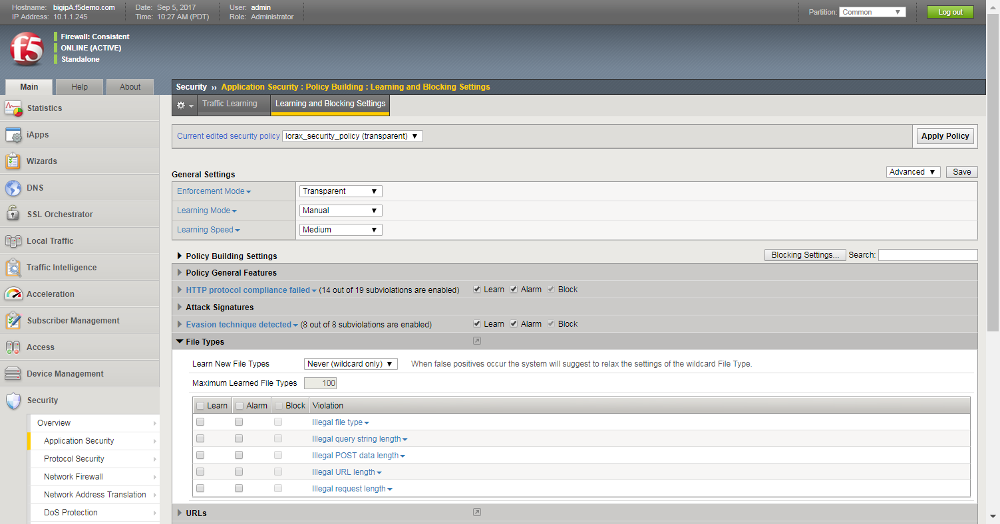 Hostname: bigipA.f5demo.com Date: Sep 5, 2017 User: admin
IP Address: 10.1.1.245 Time: 10:27 AM (PDT) Role: Administrator
Partition: Common Log out
f5
Firewall: Consistent
ONLINE (ACTIVE)
Standalone
Main Help About
Statistics
iApps
Wizards
DNS
SSL Orchestrator
Local Traffic
Traffic Intelligence
Acceleration
Subscriber Management
Access
Device Management
Security
Overview
Application Security
Protocol Security
Network Firewall
Network Address Translation
DoS Protection
Security ›› Application Security : Policy Building : Learning and Blocking Settings
Traffic Learning Learning and Blocking Settings
Current edited security policy lorax_security_policy (transparent) Apply Policy
General Settings Advanced Save
Enforcement Mode Transparent
Learning Mode Manual
Learning Speed Medium
Policy Building Settings Blocking Settings... Search:
Policy General Features
HTTP protocol compliance failed (14 out of 19 subviolations are enabled) Learn Alarm Block
Attack Signatures
Evasion technique detected (8 out of 8 subviolations are enabled) Learn Alarm Block
File Types
Learn New File Types Never (wildcard only) When false positives occur the system will suggest to relax the settings of the wildcard File Type.
Maximum Learned File Types 100
Learn Alarm Block Violation
Illegal file type
Illegal query string length
Illegal POST data length
Illegal URL length
Illegal request length
URLs